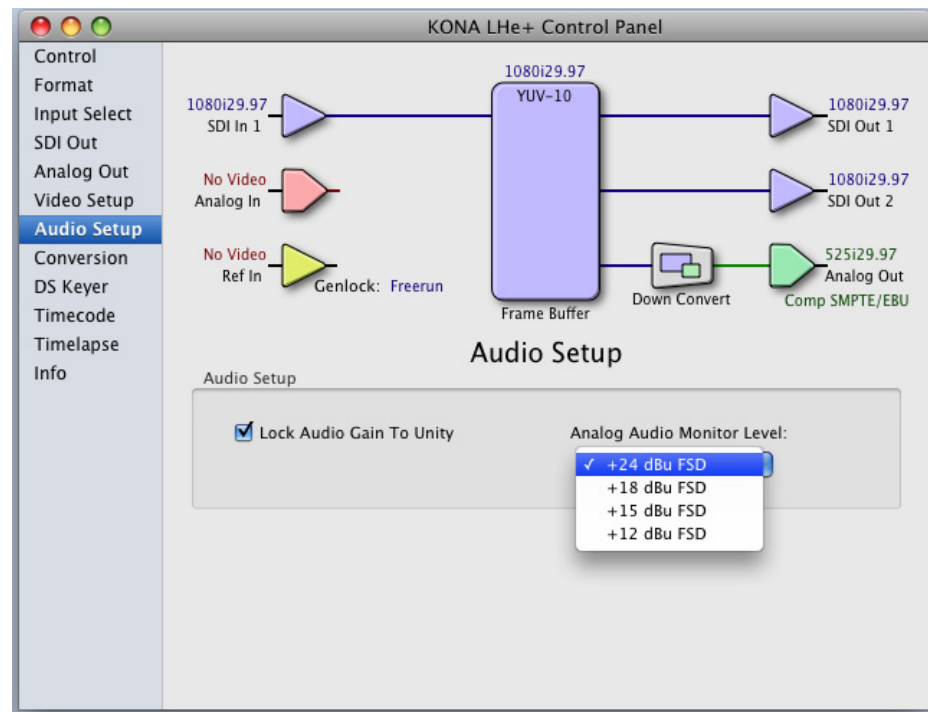 KONA LHe+ Control Panel
Control
Format
Input Select
SDI Out
Analog Out
Video Setup
Audio Setup
Conversion
DS Keyer
Timecode
Timelapse
Info
1080i29.97
YUV-10
1080i29.97
SDI In 1
1080i29.97
SDI Out 1
No Video
Analog In
1080i29.97
SDI Out 2
No Video
Ref In
Genlock: Freerun
Frame Buffer
Down Convert
525i29.97
Analog Out
Comp SMPTE/EBU
Audio Setup
Audio Setup
Lock Audio Gain To Unity
Analog Audio Monitor Level:
✓ +24 dBu FSD
+18 dBu FSD
+15 dBu FSD
+12 dBu FSD